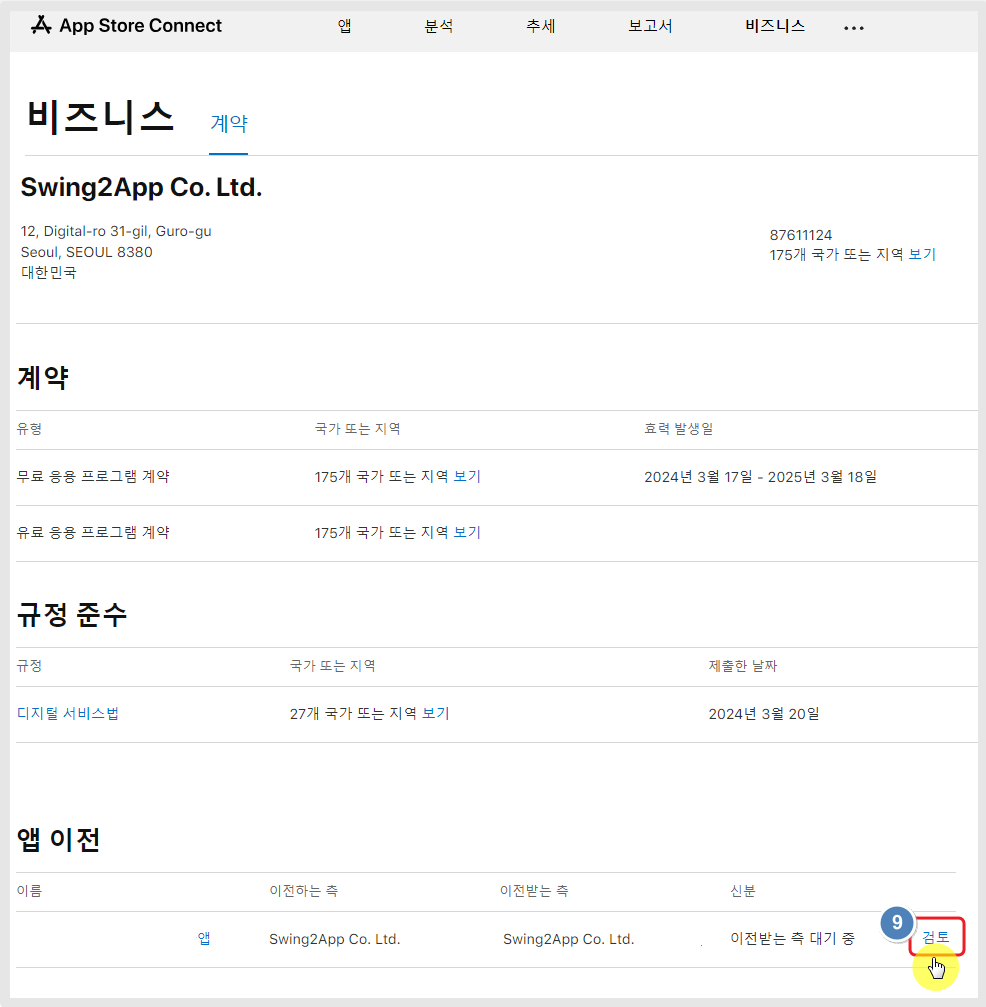 App Store Connect 앱 분석 추세 보고서 비즈니스 •••
비즈니스 계약
Swing2App Co. Ltd.
12, Digital-ro 31-gil, Guro-gu
Seoul, SEOUL 8380
대한민국
87611124
175개 국가 또는 지역 보기
계약
유형 국가 또는 지역 효력 발생일
무료 응용 프로그램 계약 175개 국가 또는 지역 보기 2024년 3월 17일 - 2025년 3월 18일
유료 응용 프로그램 계약 175개 국가 또는 지역 보기
규정 준수
규정 국가 또는 지역 제출한 날짜
디지털 서비스법 27개 국가 또는 지역 보기 2024년 3월 20일
앱 이전
이름 이전하는 측 이전받는 측 신분
앱 Swing2App Co. Ltd. Swing2App Co. Ltd. . 이전받는 측 대기 중 9 검토